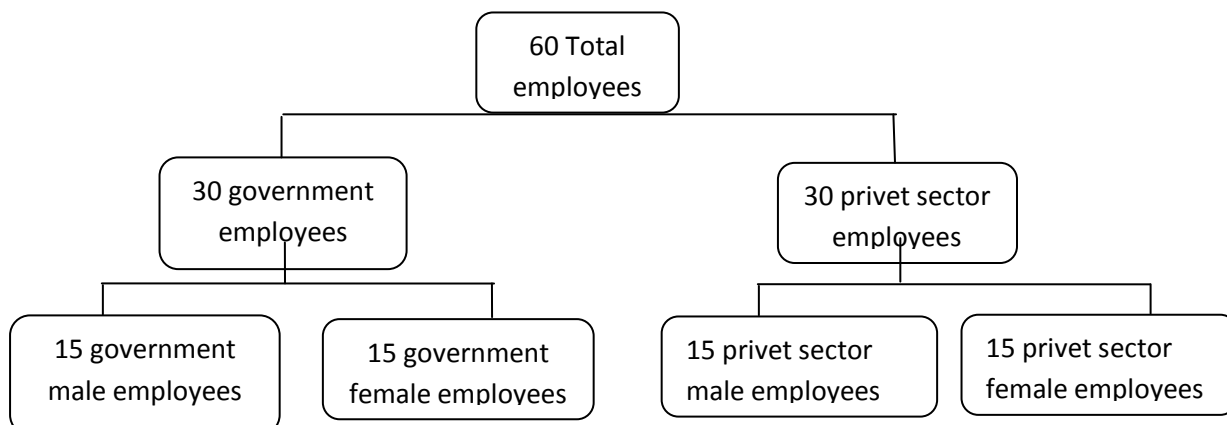 60 Total
employees
30 government
employees
30 privet sector
employees
15 government
male employees
15 government
female employees
15 privet sector
male employees
15 privet sector
female employees